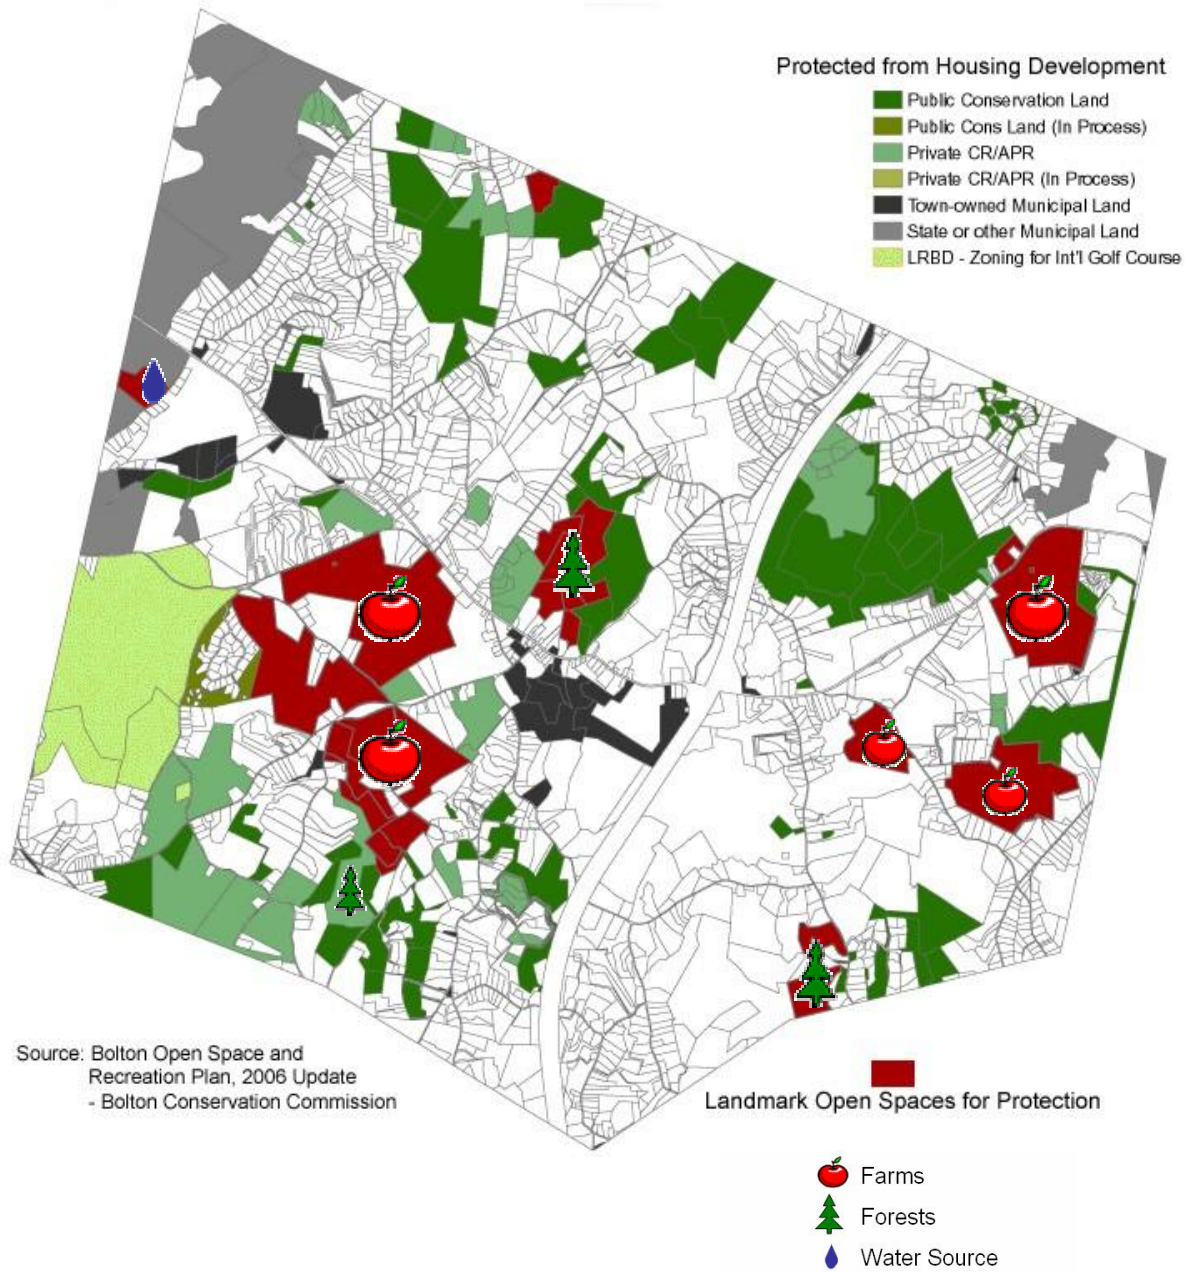 Protected from Housing Development
Public Conservation Land
Public Cons Land (In Process)
Private CR/APR
Private CR/APR (In Process)
Town-owned Municipal Land
State or other Municipal Land
LRBD - Zoning for Int'l Golf Course
Source: Bolton Open Space and
Recreation Plan, 2006 Update
- Bolton Conservation Commission
Landmark Open Spaces for Protection
Farms
Forests
Water Source